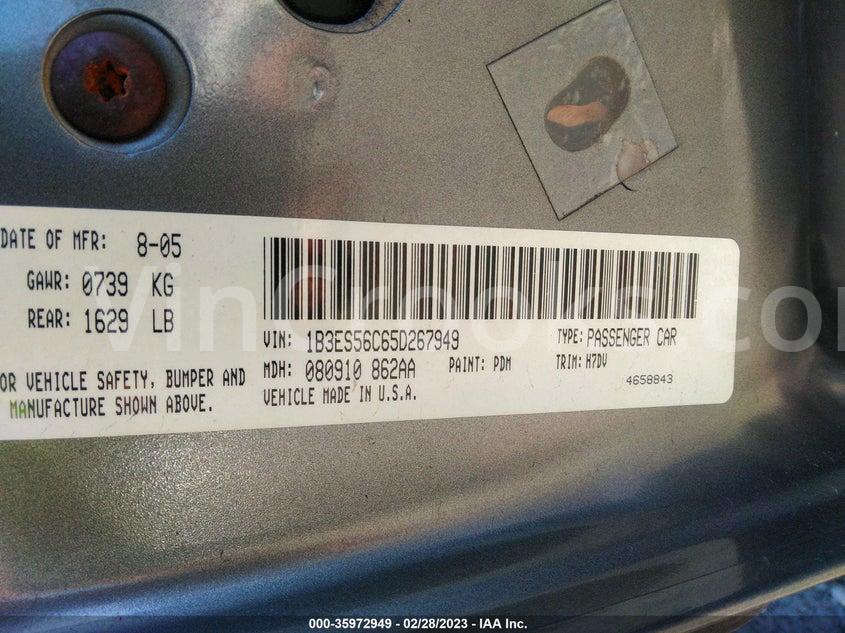 DATE OF MFR: 8-05
GAWR: 0739 KG
REAR: 1629 LB
VIN: 1B3ES56C65D267949 TYPE: PASSENGER CAR
MDH: 080910 862AA PAINT: PDM TRIM: H7DV
OR VEHICLE SAFETY, BUMPER AND
MANUFACTURE SHOWN ABOVE.
VEHICLE MADE IN U.S.A. 4658843
VinCrooks.com
000-35972949 - 02/28/2023 - IAA Inc.